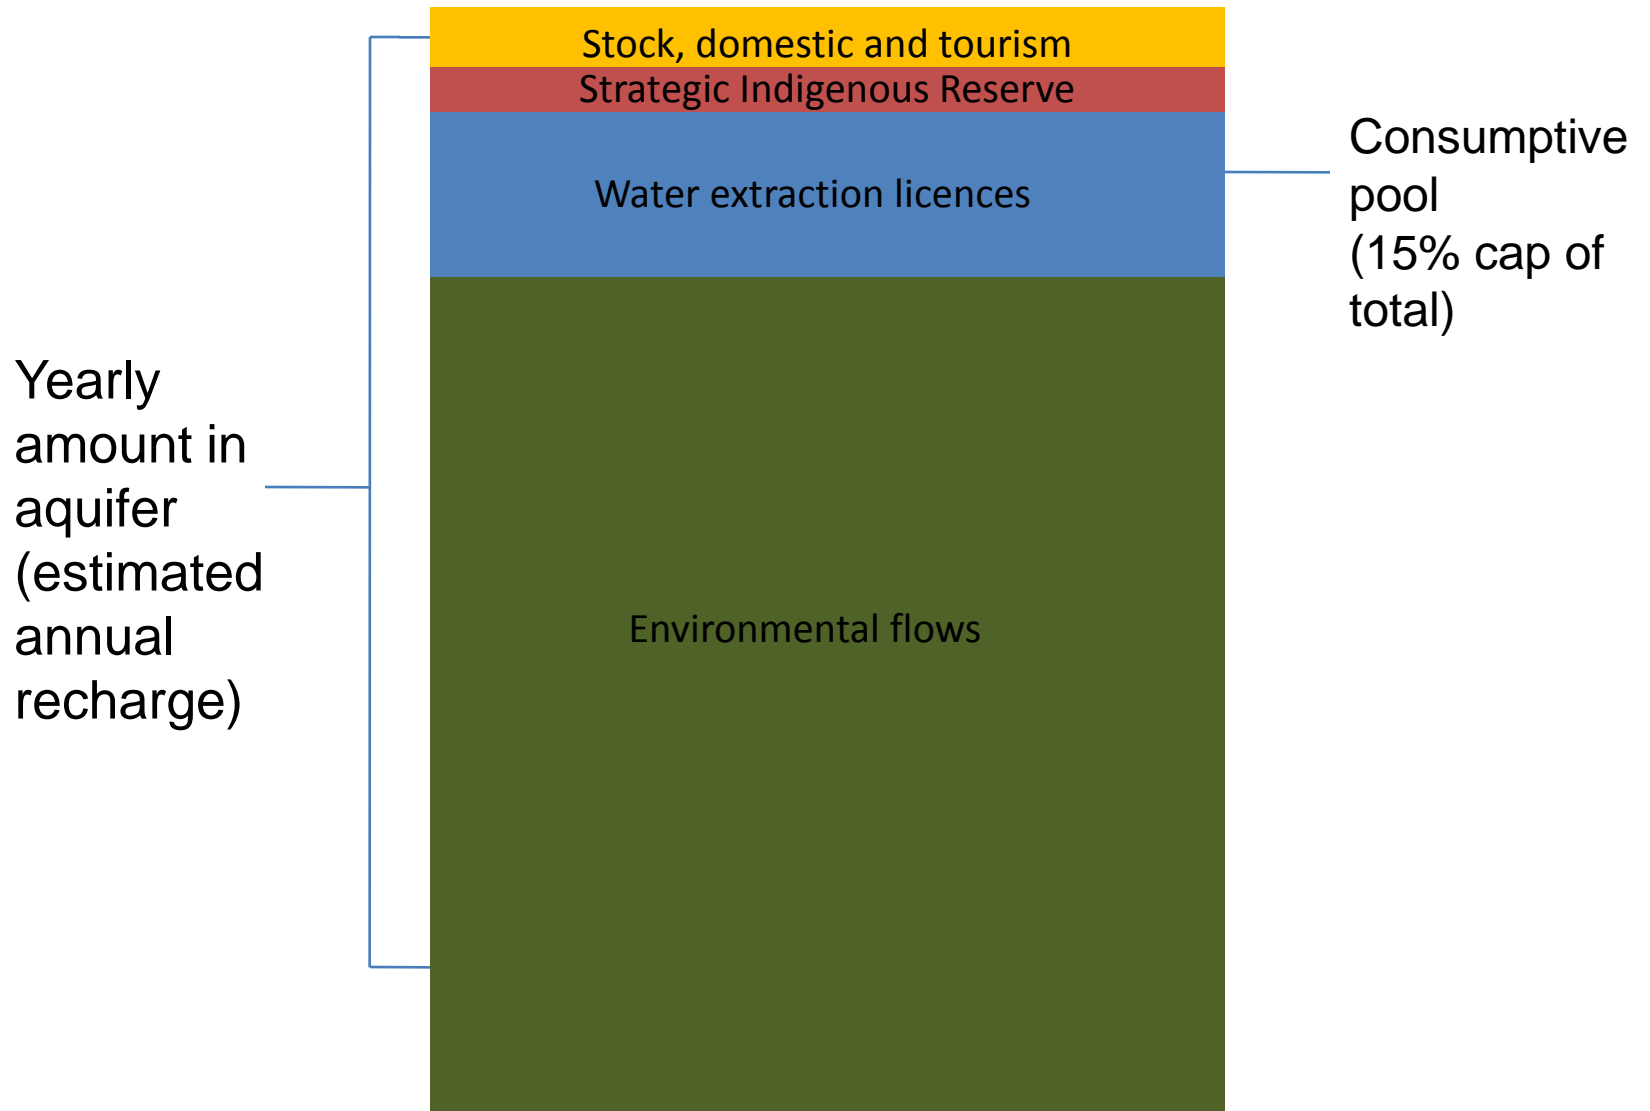 Stock, domestic and tourism
Strategic Indigenous Reserve
Water extraction licences
Consumptive
pool
(15% cap of
total)
Yearly
amount in
aquifer
(estimated
annual
recharge)
Environmental flows